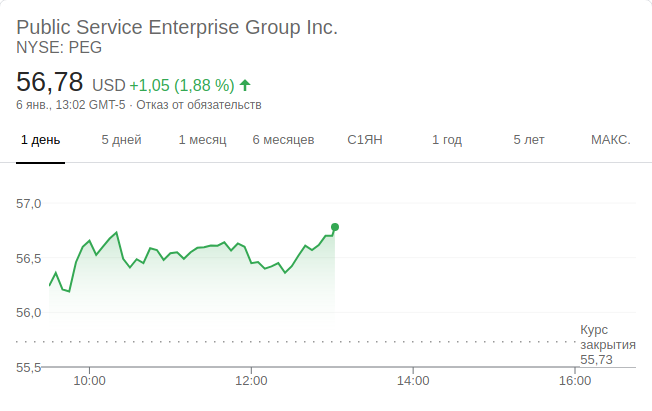 Public Service Enterprise Group Inc.
NYSE: PEG
56,78 USD +1,05 (1,88 %)
6 янв., 13:02 GMT-5 · Отказ от обязательств
1 день 5 дней 1 месяц 6 месяцев С1ЯН 1 год 5 лет МАКС.
57,0
56,5
56,0
Курс
закрытия
55,73
55,5
10:00 12:00 14:00 16:00